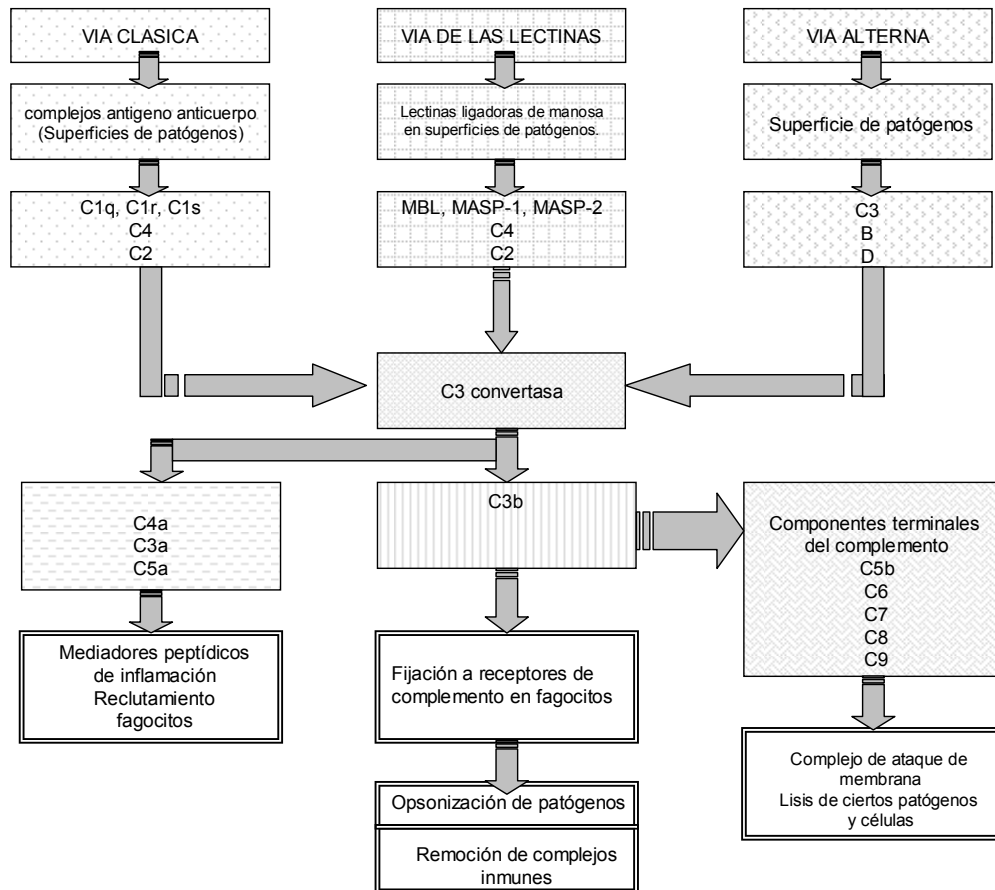 VIA CLASICA
VIA DE LAS LECTINAS
VIA ALTERNA
complejos antigeno anticuerpo
(Superficies de patógenos)
Lectinas ligadoras de manosa
en superficies de patógenos.
Superficie de patógenos
C1q, C1r, C1s
C4
C2
MBL, MASP-1, MASP-2
C4
C2
C3
B
D
C3 convertasa
C4a
C3a
C5a
C3b
Componentes terminales
del complemento
C5b
C6
C7
C8
C9
Mediadores peptídicos
de inflamación
Reclutamiento
fagocitos
Fijación a receptores de
complemento en fagocitos
Complejo de ataque de
membrana
Lisis de ciertos patógenos
y células
Opsonización de patógenos
Remoción de complejos
inmunes